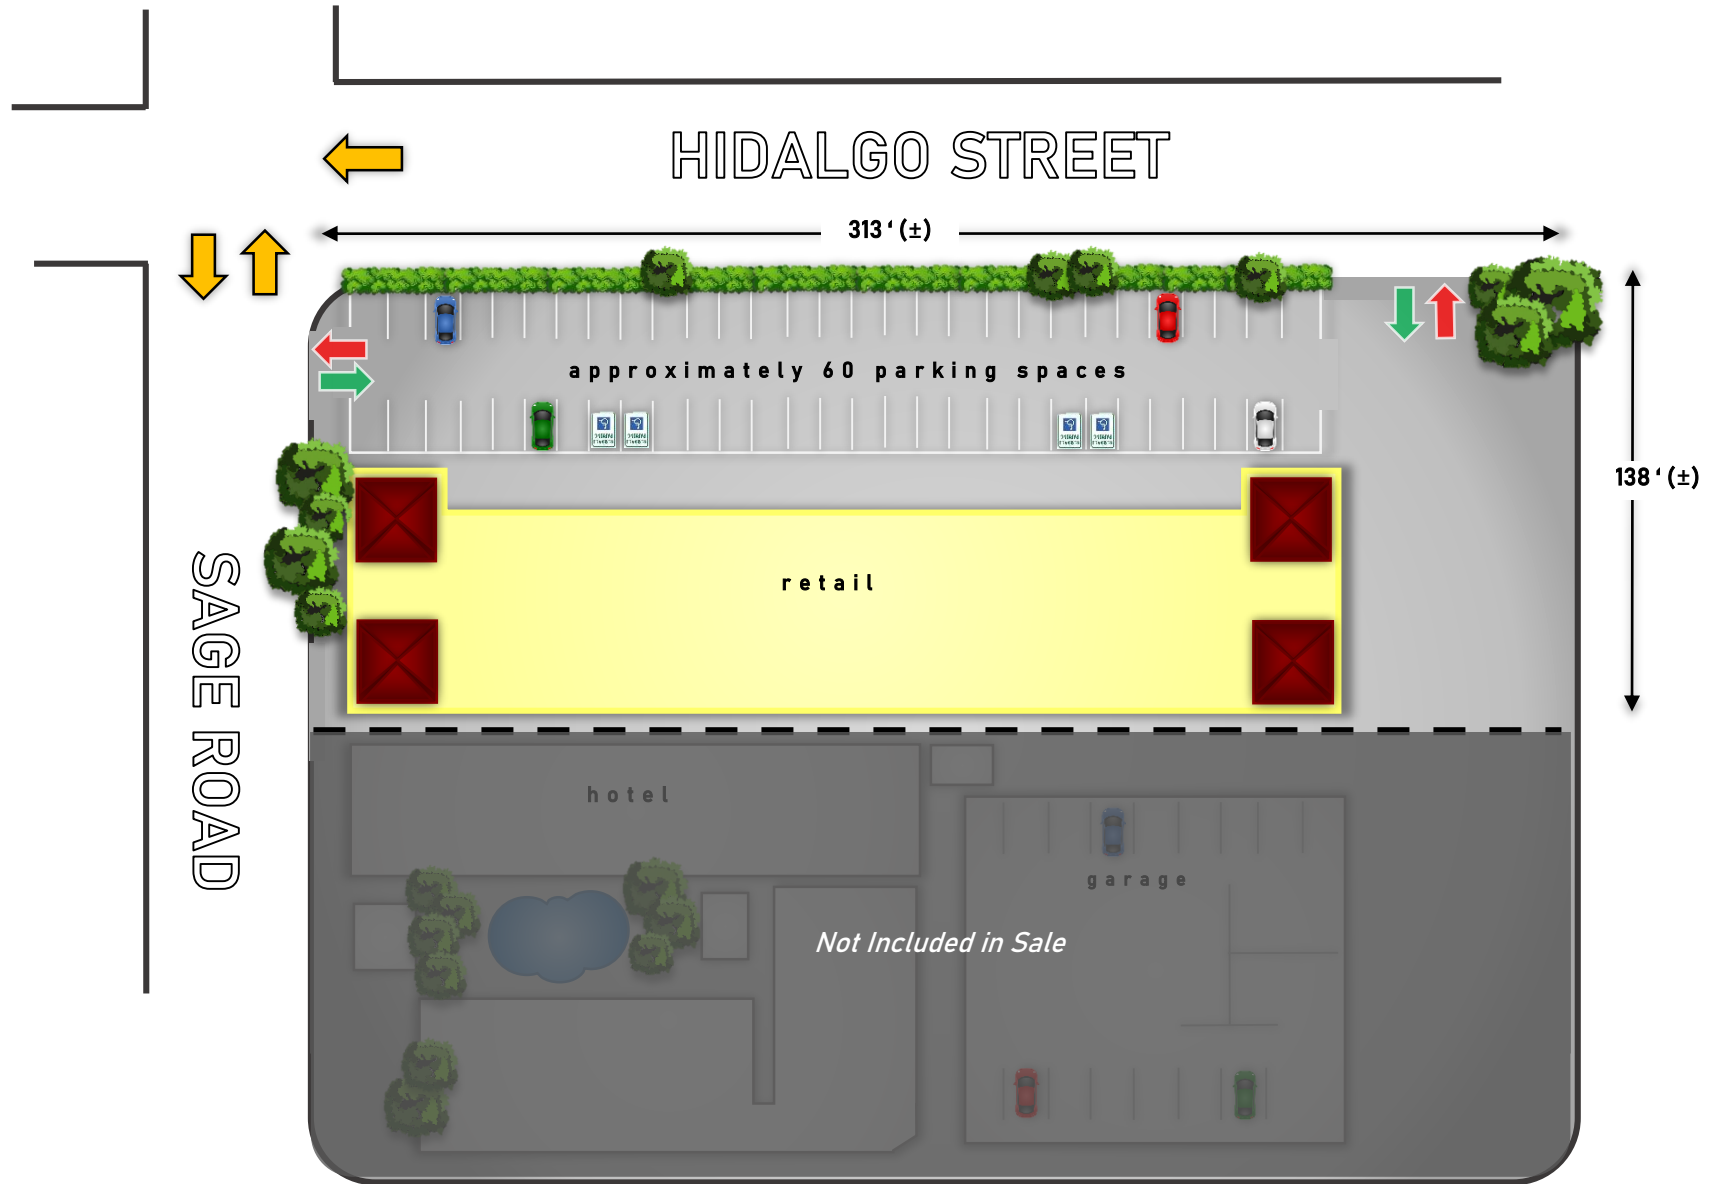 HIDALGO STREET
313 ' (±)
approximately 60 parking spaces
138 ' (±)
retail
SAGE ROAD
hotel
garage
Not Included in Sale